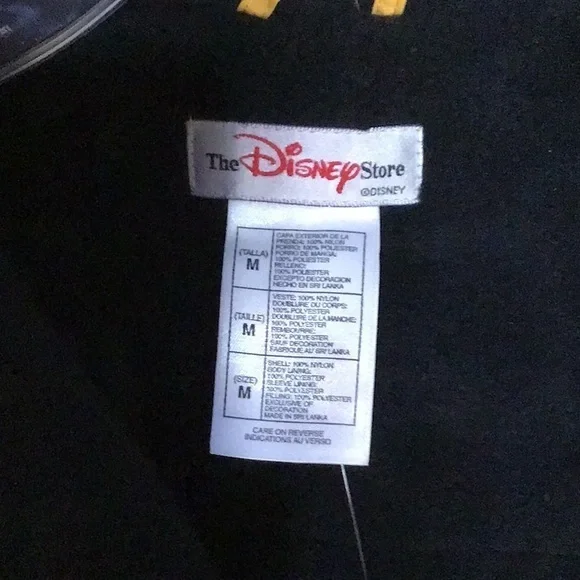 The Disney Store
©DISNEY
(TALLA)
M
CAPA EXTERIOR DE LA
PRENDA: 100% NILON
FORRO: 100% POLIESTER
FORRO DE MANGA:
100% POLIESTER
RELLENO:
100% POLIESTER
EXCEPTO DECORACION
HECHO EN SRI LANKA
(TAILLE)
M
VESTE: 100% NYLON
DOUBLURE DU CORPS:
100% POLYESTER
DOUBLURE DE LA MANCHE:
100% POLYESTER
REMBOURRE:
100% POLYESTER
SAUF DECORATION
FABRIQUE AU SRI LANKA
(SIZE)
M
SHELL: 100% NYLON
BODY LINING:
100% POLYESTER
SLEEVE LINING:
100% POLYESTER
FILLING: 100% POLYESTER
EXCLUSIVE OF
DECORATION
MADE IN SRI LANKA
CARE ON REVERSE
INDICATIONS AU VERSO